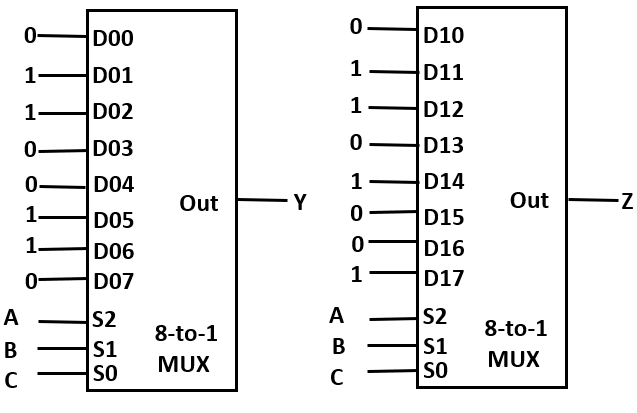 0 D00
1 D01
1 D02
0 D03
0 D04
1 D05
1 D06
0 D07
Out Y
A S2
B S1
C S0
8-to-1
MUX
0 D10
1 D11
1 D12
0 D13
1 D14
0 D15
0 D16
1 D17
Out Z
A S2
B S1
C S0
8-to-1
MUX